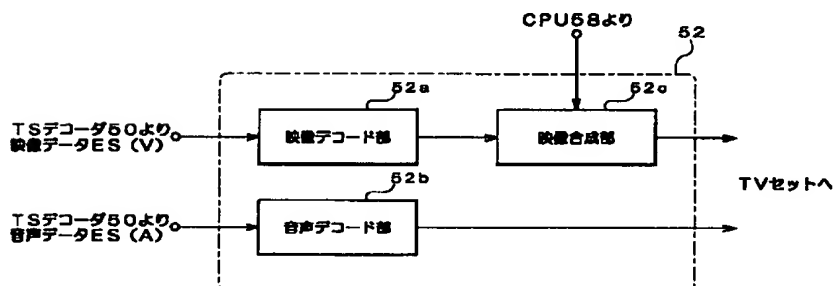 CPU58より
52
52a
52c
TSデコーダ50より
映像データES(V)
映像デコード部
映像合成部
TVセットへ
52b
TSデコーダ50より
音声データES(A)
音声デコード部